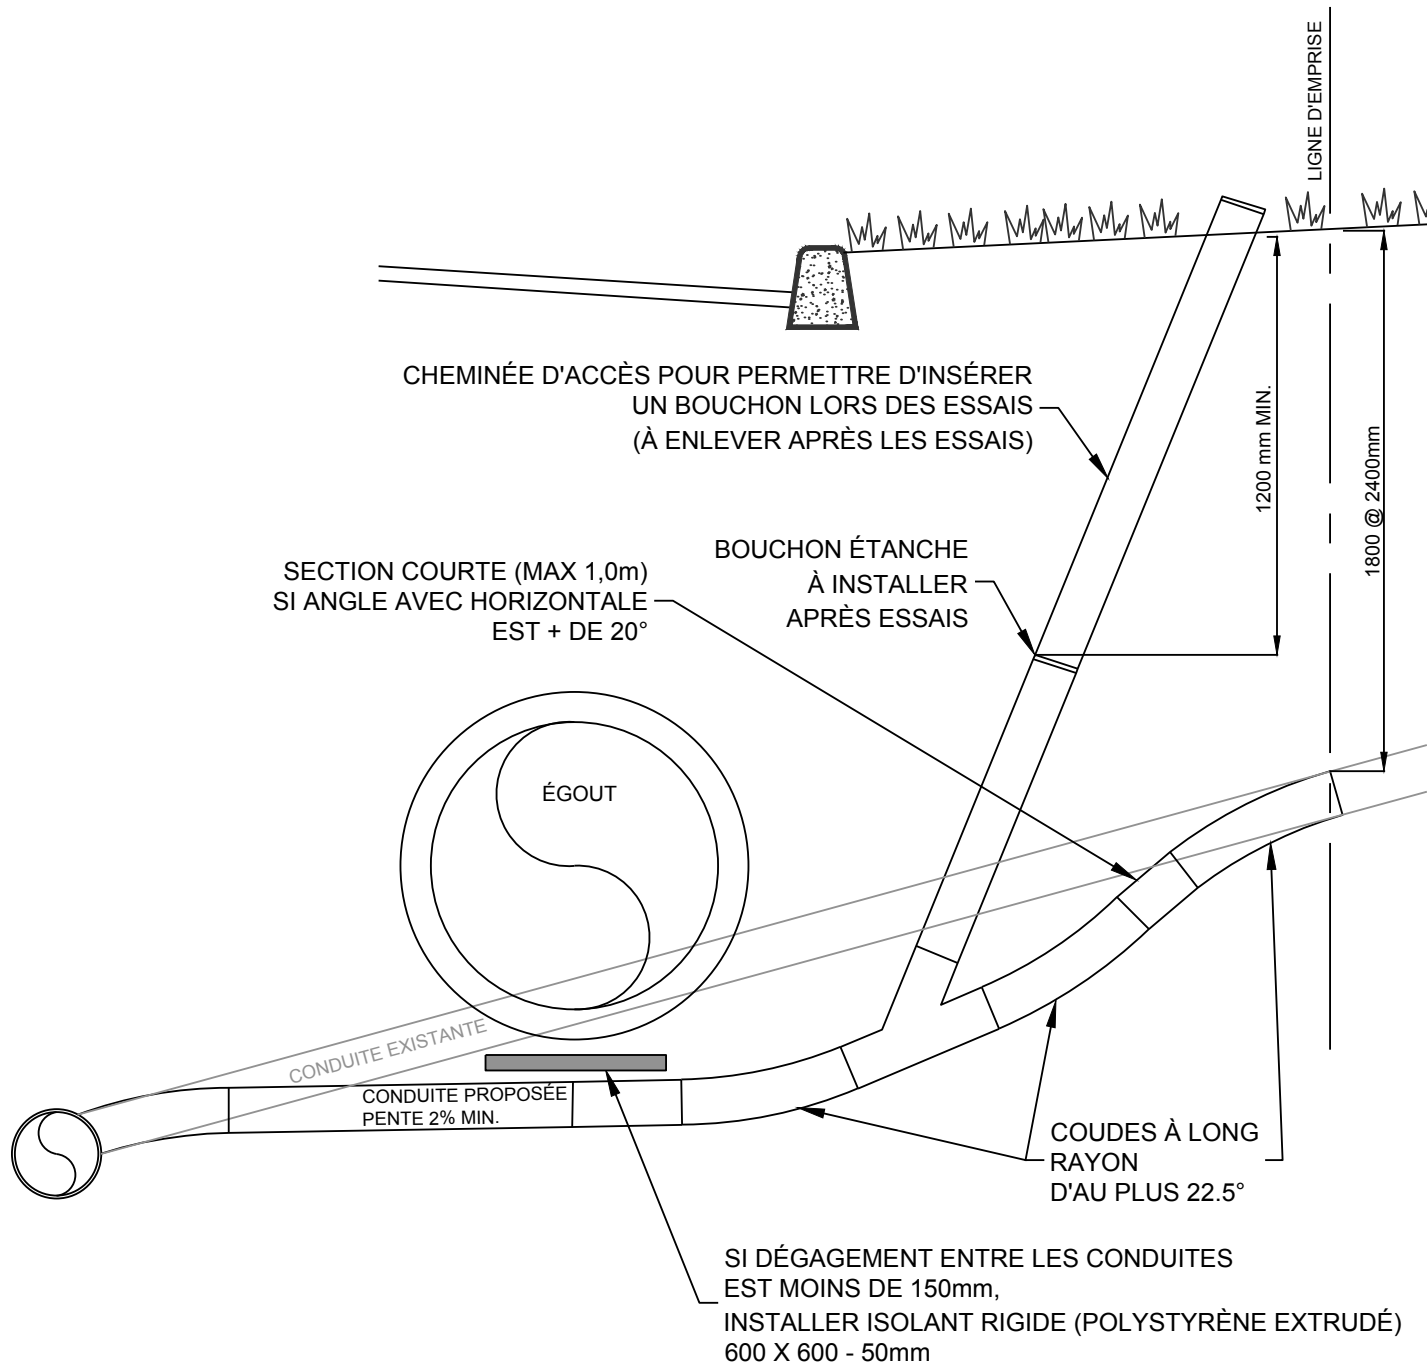 LIGNE D'EMPRISE
CHEMINÉE D'ACCÈS POUR PERMETTRE D'INSÉRER
UN BOUCHON LORS DES ESSAIS
(À ENLEVER APRÈS LES ESSAIS)
1200 mm MIN.
1800 @ 2400mm
BOUCHON ÉTANCHE
À INSTALLER
APRÈS ESSAIS
SECTION COURTE (MAX 1,0m)
SI ANGLE AVEC HORIZONTALE
EST + DE 20°
ÉGOUT
CONDUITE EXISTANTE
CONDUITE PROPOSÉE
PENTE 2% MIN.
COUDES À LONG
RAYON
D'AU PLUS 22.5°
SI DÉGAGEMENT ENTRE LES CONDUITES
EST MOINS DE 150mm,
INSTALLER ISOLANT RIGIDE (POLYSTYRÈNE EXTRUDÉ)
600 X 600 - 50mm